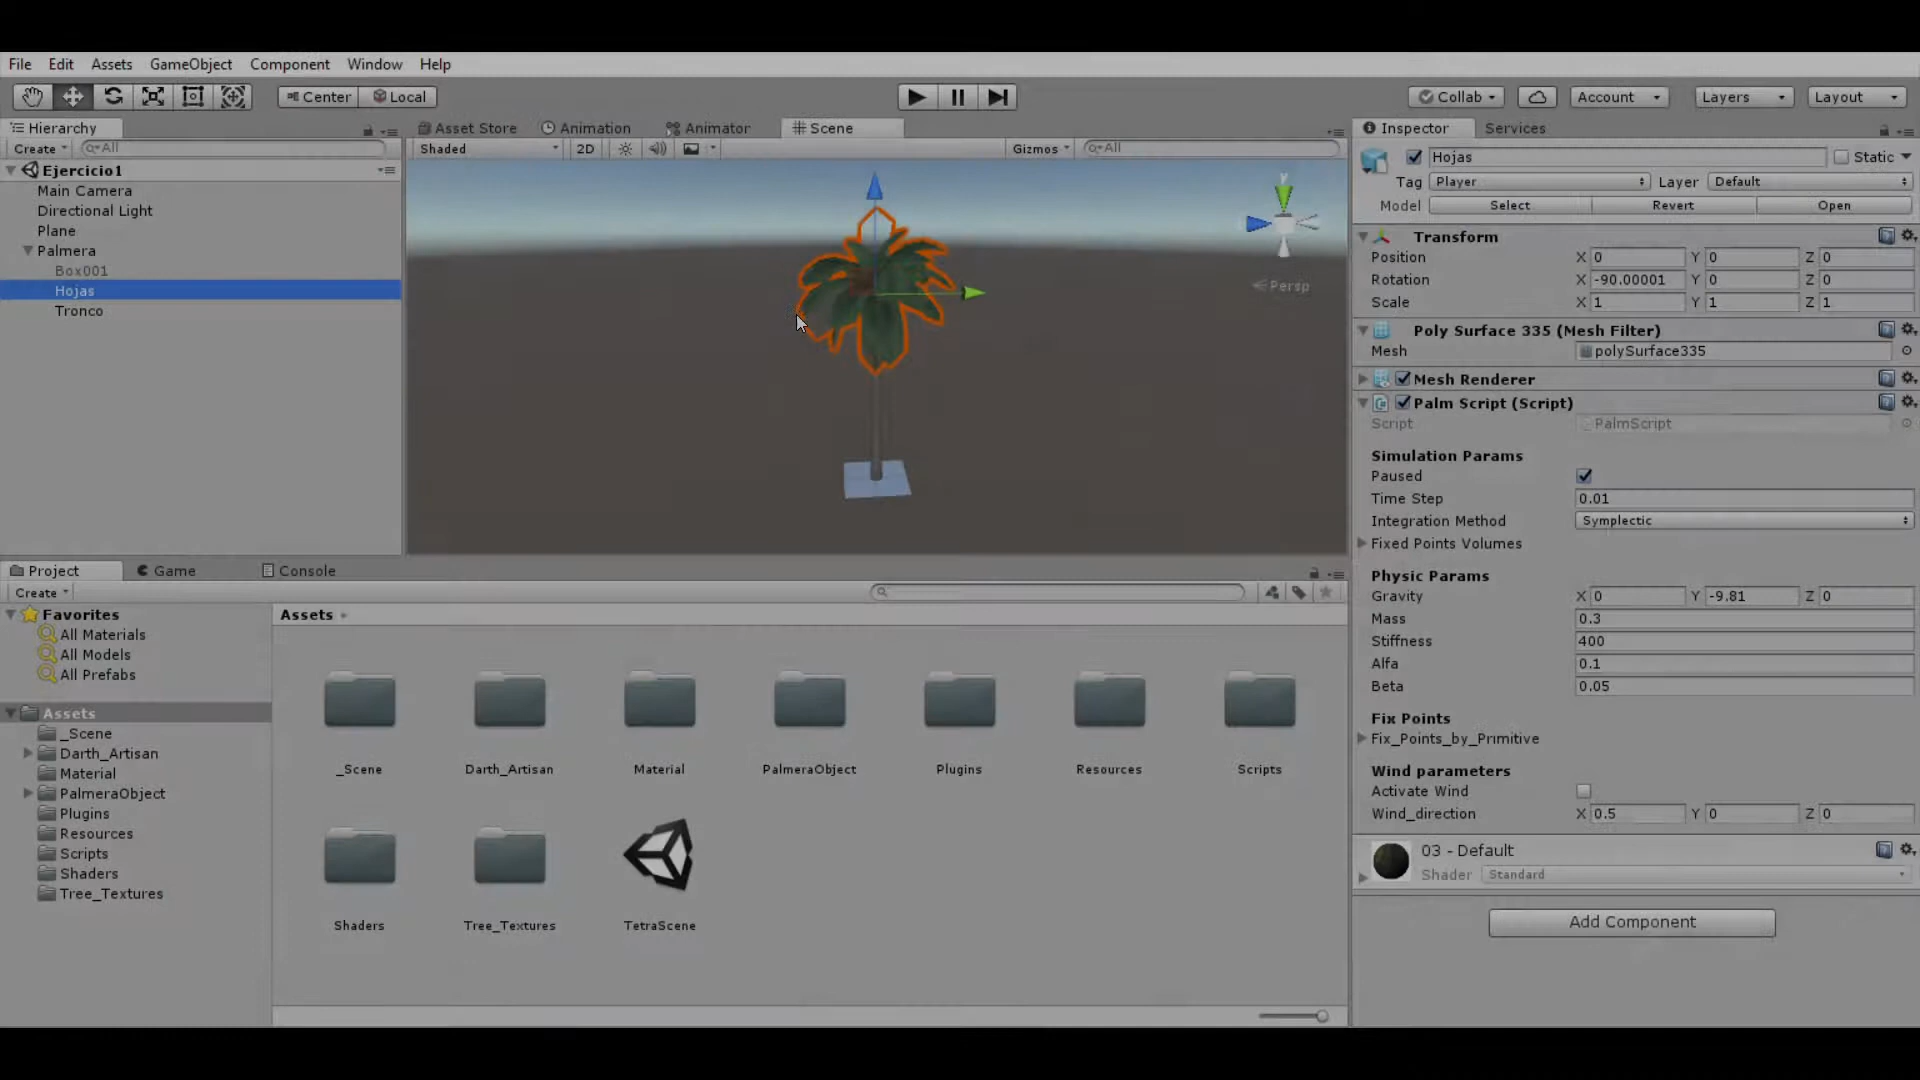 File Edit Assets GameObject Component Window Help
Center Local Collab Account Layers Layout
Hierarchy
Create All
Ejercicio1
Main Camera
Directional Light
Plane
Palmera
Box001
Hojas
Tronco
Asset Store Animation Animator Scene
Shaded 2D Gizmos All
y
Persp
Inspector Services
Hojas Static
Tag Player Layer Default
Model Select Revert Open
Transform
Position X 0 Y 0 Z 0
Rotation X -90.00001 Y 0 Z 0
Scale X 1 Y 1 Z 1
Poly Surface 335 (Mesh Filter)
Mesh polySurface335
Mesh Renderer
Palm Script (Script)
Script PalmScript
Simulation Params
Paused
Time Step 0.01
Integration Method Symplectic
Fixed Points Volumes
Physic Params
Gravity X 0 Y -9.81 Z 0
Mass 0.3
Stiffness 400
Alfa 0.1
Beta 0.05
Fix Points
Fix_Points_by_Primitive
Wind parameters
Activate Wind
Wind_direction X 0.5 Y 0 Z 0
03 - Default
Shader Standard
Add Component
Project Game Console
Create
Favorites
All Materials
All Models
All Prefabs
Assets
_Scene
Darth_Artisan
Material
PalmeraObject
Plugins
Resources
Scripts
Shaders
Tree_Textures
Assets
_Scene Darth_Artisan Material PalmeraObject Plugins Resources Scripts
Shaders Tree_Textures TetraScene